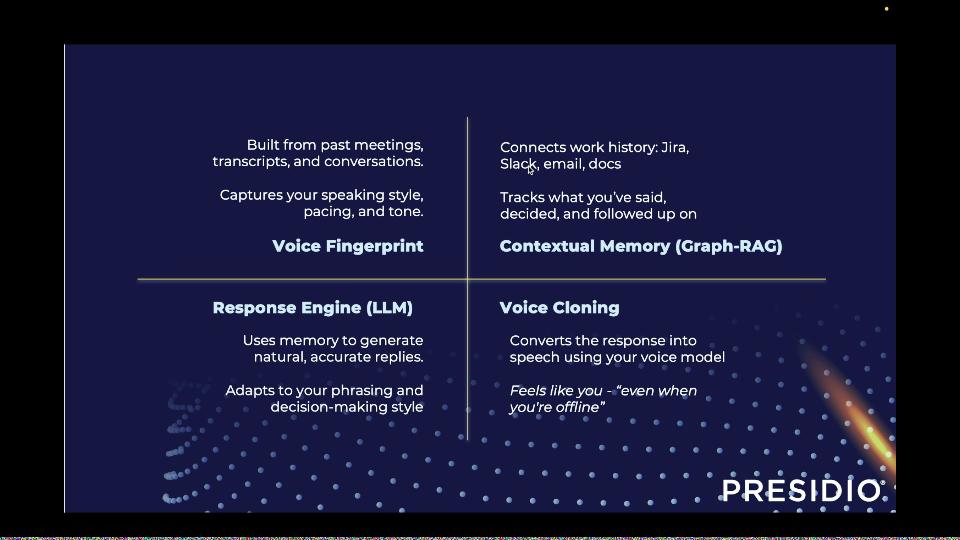 Built from past meetings,
transcripts, and conversations.
Captures your speaking style,
pacing, and tone.
Voice Fingerprint
Connects work history: Jira,
Slack, email, docs
Tracks what you've said,
decided, and followed up on
Contextual Memory (Graph-RAG)
Response Engine (LLM)
Uses memory to generate
natural, accurate replies.
Adapts to your phrasing and
decision-making style
Voice Cloning
Converts the response into
speech using your voice model
Feels like you - “even when
you're offline”
PRESIDIO®